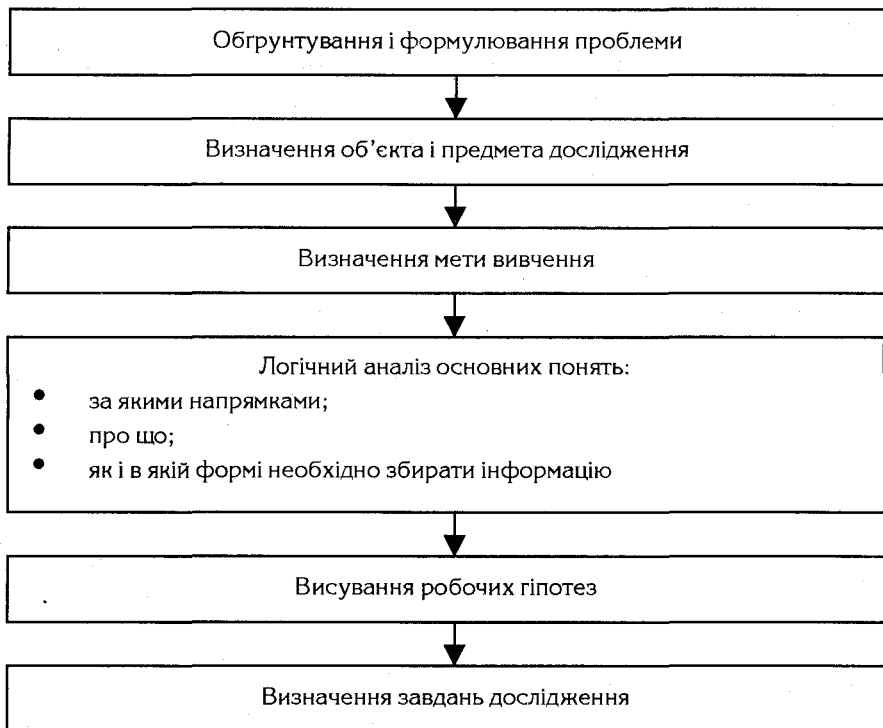 Обґрунтування і формулювання проблеми
Визначення об’єкта і предмета дослідження
Визначення мети вивчення
Логічний аналіз основних понять:
• за якими напрямками;
• про що;
• як і в якій формі необхідно збирати інформацію
Висування робочих гіпотез
Визначення завдань дослідження